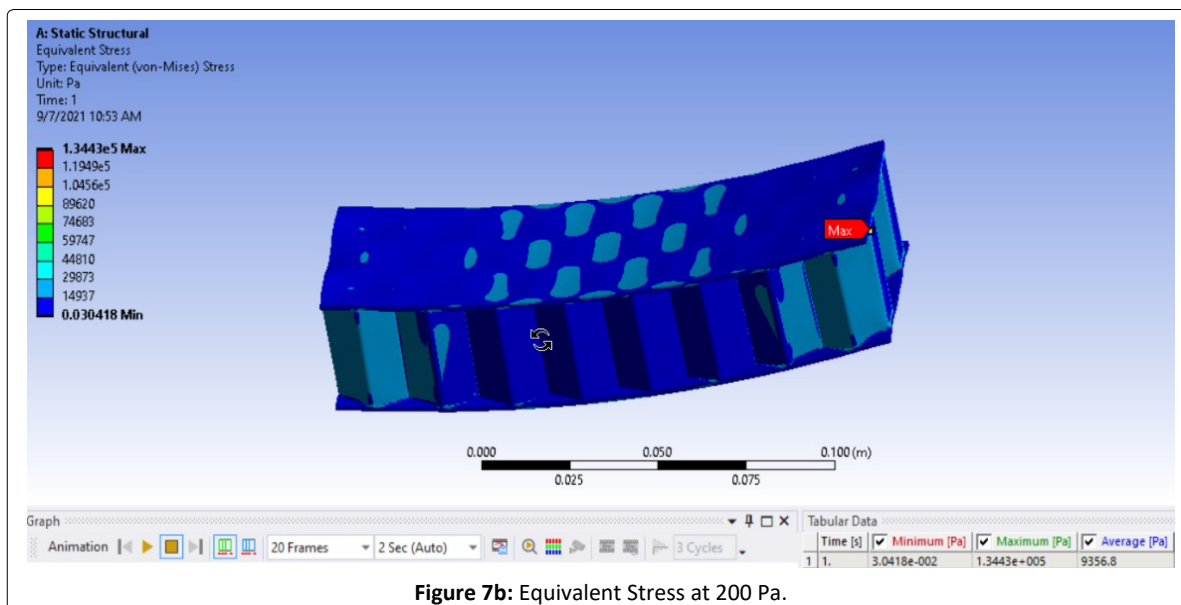 A: Static Structural
Equivalent Stress
Type: Equivalent (von-Mises) Stress
Unit: Pa
Time: 1
9/7/2021 10:53 AM
1.3443e5 Max
1.1949e5
1.0456e5
89620
74683
59747
44810
29873
14937
0.030418 Min
Max
0.000 0.050 0.100 (m)
0.025 0.075
Graph
Animation 20 Frames 2 Sec (Auto) 3 Cycles
Tabular Data
Time [s] Minimum [Pa] Maximum [Pa] Average [Pa]
1 1. 3.0418e-002 1.3443e+005 9356.8
Figure 7b: Equivalent Stress at 200 Pa.